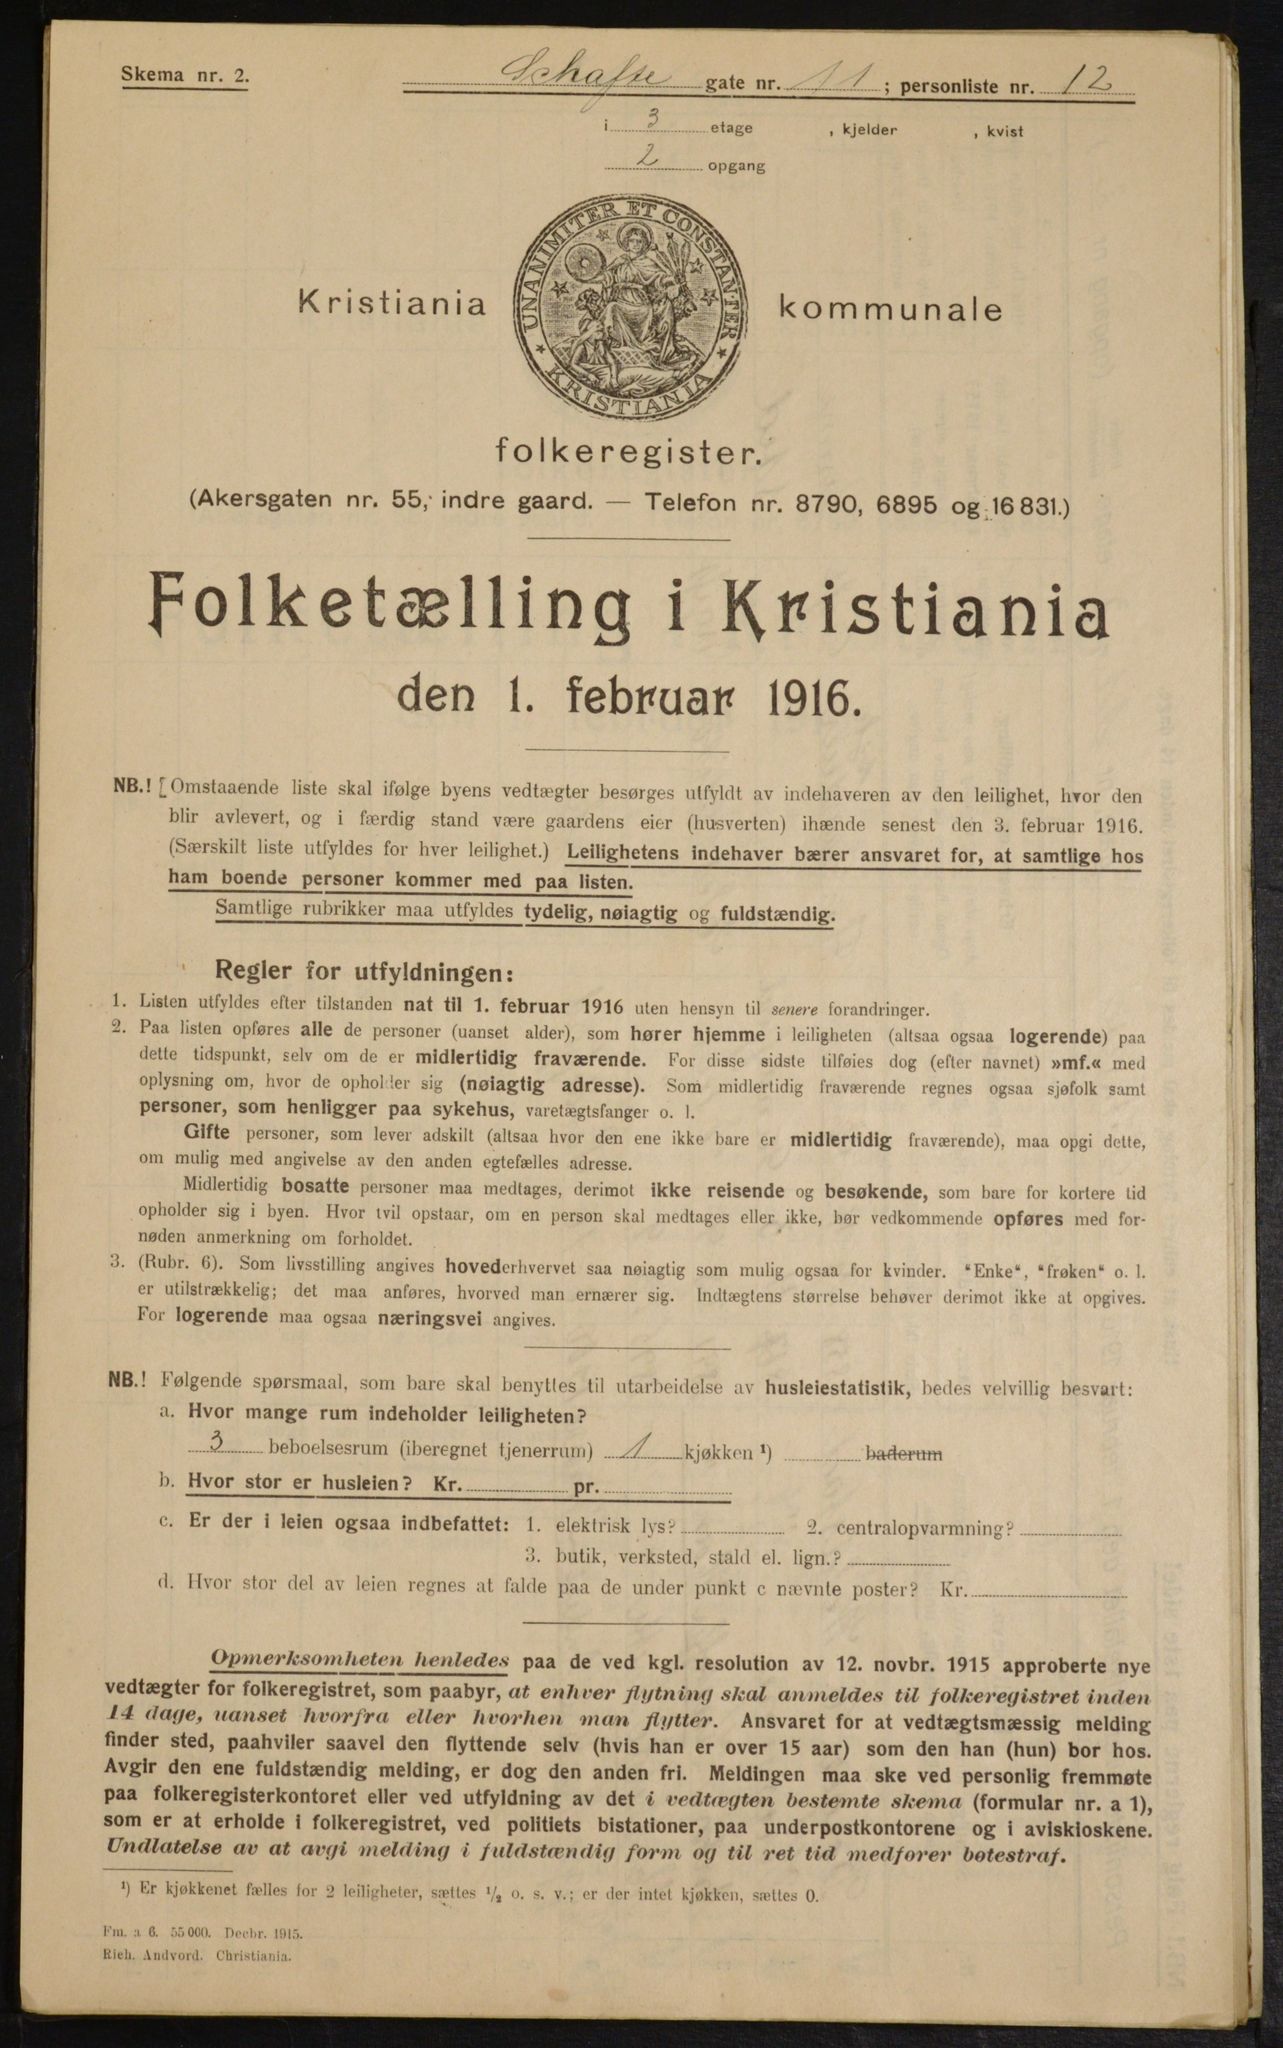 Skema nr. 2.
Schafte gate nr. 11; personliste nr. 12
i 3 etage , kjelder , kvist
2 opgang
UNANIMITER ET CONSTANTER
★ KRISTIANIA ★
Kristiania kommunale
folkeregister.
(Akersgaten nr. 55, indre gaard. — Telefon nr. 8790, 6895 og 16 831.)
Folketælling i Kristiania
den 1. februar 1916.
NB.! [Omstaaende liste skal ifølge byens vedtægter besørges utfyldt av indehaveren av den leilighet, hvor den
blir avlevert, og i færdig stand være gaardens eier (husverten) ihænde senest den 3. februar 1916.
(Særskilt liste utfyldes for hver leilighet.) Leilighetens indehaver bærer ansvaret for, at samtlige hos
ham boende personer kommer med paa listen.
Samtlige rubrikker maa utfyldes tydelig, nøiagtig og fuldstændig.
Regler for utfyldningen:
1. Listen utfyldes efter tilstanden nat til 1. februar 1916 uten hensyn til senere forandringer.
2. Paa listen opføres alle de personer (uanset alder), som hører hjemme i leiligheten (altsaa ogsaa logerende) paa
dette tidspunkt, selv om de er midlertidig fraværende. For disse sidste tilføies dog (efter navnet) »mf.« med
oplysning om, hvor de opholder sig (nøiagtig adresse). Som midlertidig fraværende regnes ogsaa sjøfolk samt
personer, som henligger paa sykehus, varetægtsfanger o. l.
Gifte personer, som lever adskilt (altsaa hvor den ene ikke bare er midlertidig fraværende), maa opgi dette,
om mulig med angivelse av den anden egtefælles adresse.
Midlertidig bosatte personer maa medtages, derimot ikke reisende og besøkende, som bare for kortere tid
opholder sig i byen. Hvor tvil opstaar, om en person skal medtages eller ikke, bør vedkommende opføres med for-
nøden anmerkning om forholdet.
3. (Rubr. 6). Som livsstilling angives hovederhvervet saa nøiagtig som mulig ogsaa for kvinder. “Enke“, “frøken“ o. l.
er utilstrækkelig; det maa anføres, hvorved man ernærer sig. Indtægtens størrelse behøver derimot ikke at opgives.
For logerende maa ogsaa næringsvei angives.
NB.! Følgende spørsmaal, som bare skal benyttes til utarbeidelse av husleiestatistik, bedes velvillig besvart:
a. Hvor mange rum indeholder leiligheten?
3 beboelsesrum (iberegnet tjenerrum) 1 kjøkken ¹) baderum
b. Hvor stor er husleien? Kr. pr.
c. Er der i leien ogsaa indbefattet: 1. elektrisk lys? 2. centralopvarmning?
3. butik, verksted, stald el. lign.?
d. Hvor stor del av leien regnes at falde paa de under punkt c nævnte poster? Kr.
Opmerksomheten henledes paa de ved kgl. resolution av 12. novbr. 1915 approberte nye
vedtægter for folkeregistret, som paabyr, at enhver flytning skal anmeldes til folkeregistret inden
14 dage, uanset hvorfra eller hvorhen man flytter. Ansvaret for at vedtægtsmæssig melding
finder sted, paahviler saavel den flyttende selv (hvis han er over 15 aar) som den han (hun) bor hos.
Avgir den ene fuldstændig melding, er dog den anden fri. Meldingen maa ske ved personlig fremmøte
paa folkeregisterkontoret eller ved utfyldning av det i vedtægten bestemte skema (formular nr. a 1),
som er at erholde i folkeregistret, ved politiets bistationer, paa underpostkontorene og i aviskioskene.
Undlatelse av at avgi melding i fuldstændig form og til ret tid medfører bøtestraf.
¹) Er kjøkkenet fælles for 2 leiligheter, sættes ½ o. s. v.; er der intet kjøkken, sættes 0.
Fm. a 6. 55 000. Decbr. 1915.
Rich. Andvord. Christiania.